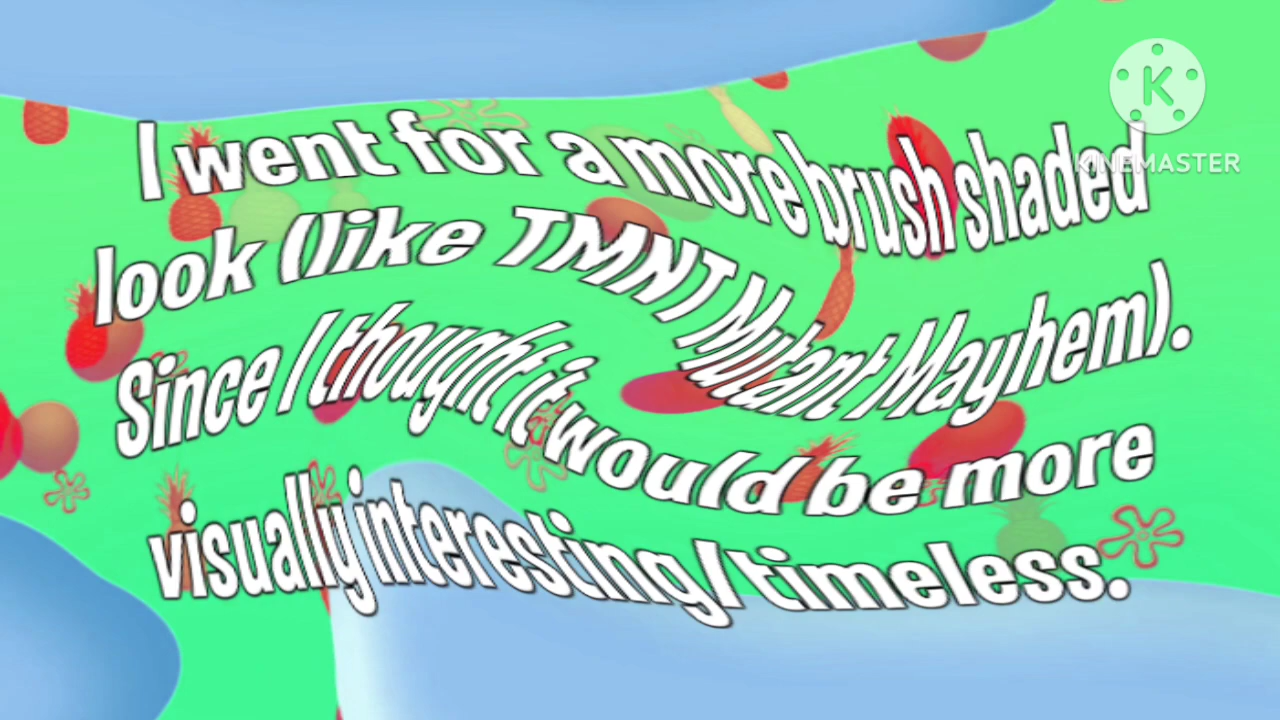 I went for a more brush shaded
look (like TMNT Mutant Mayhem).
Since I thought it would be more
visually interesting/timeless.
K
KINEMASTER